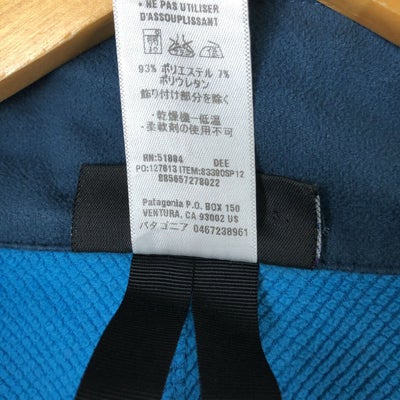 • NE PAS UTILISER
D'ASSOUPLISSANT
93% ポリエステル 7%
ポリウレタン
飾り付け部分を除く
・乾燥機－低温
・柔軟剤の使用不可
RN:51884 DEE
PO:127613 ITEM:83390SP12
885657278022
Patagonia P.O. BOX 150
VENTURA, CA 93002 US
パタゴニア 0467238961